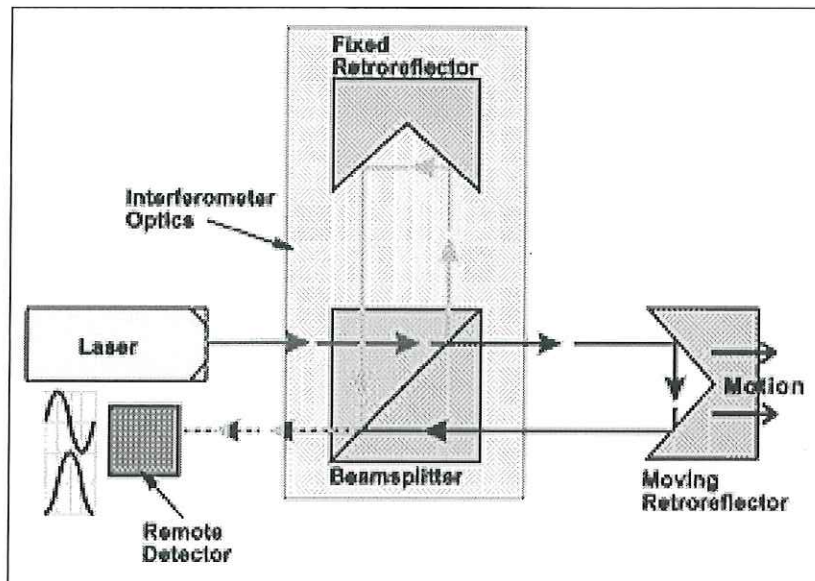 Fixed
Retroreflector
Interferometer
Optics
Laser
Motion
Beamsplitter
Moving
Retroreflector
Remote
Detector